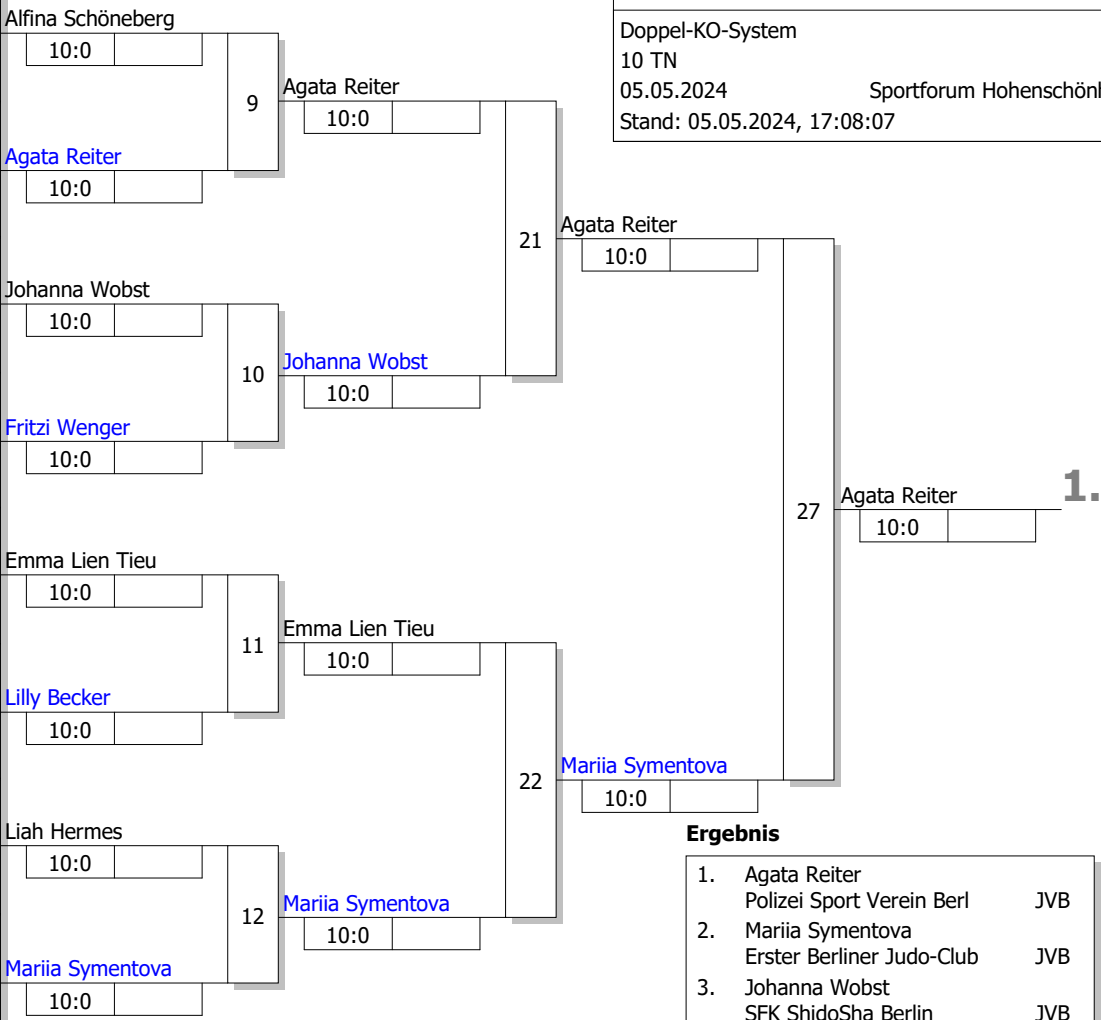 Doppel-KO-System
10 TN
05.05.2024 Sportforum Hohenschönh
Stand: 05.05.2024, 17:08:07
Alfina Schöneberg
10:0
9
Agata Reiter
10:0
Agata Reiter
10:0
21
Agata Reiter
10:0
Johanna Wobst
10:0
10
Johanna Wobst
10:0
Fritzi Wenger
10:0
27
Agata Reiter
1.
10:0
Emma Lien Tieu
10:0
11
Emma Lien Tieu
10:0
Lilly Becker
10:0
22
Mariia Symentova
10:0
Liah Hermes
10:0
12
Mariia Symentova
10:0
Mariia Symentova
10:0
Ergebnis
1. Agata Reiter
Polizei Sport Verein Berl JVB
2. Mariia Symentova
Erster Berliner Judo-Club JVB
3. Johanna Wobst
SFK ShidoSha Berlin JVB